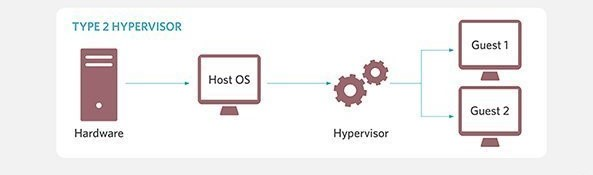 TYPE 2 HYPERVISOR
Hardware
Host OS
Hypervisor
Guest 1
Guest 2